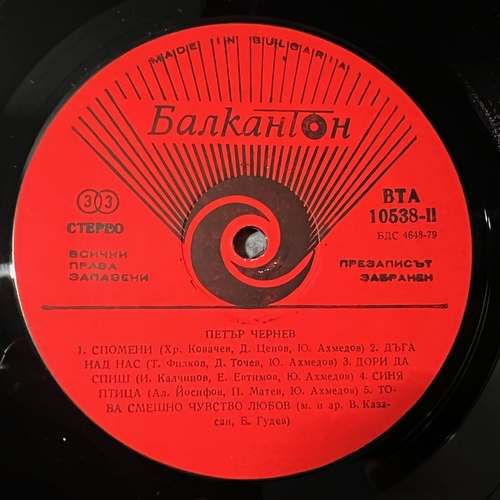 MADE IN BULGARIA
Балкантон
33
СТЕРЕО
ВТА
10538-II
БДС 4648-79
ВСИЧКИ
ПРАВА
ЗАПАЗЕНИ
ПРЕЗАПИСЪТ
ЗАБРАНЕН
ПЕТЪР ЧЕРНЕВ
1. СПОМЕНИ (Хр. Ковачев, Д. Ценов, Ю. Ахмедов) 2. ДЪГА
НАД НАС (Т. Филков, Д. Точев, Ю. Ахмедов) 3. ДОРИ ДА
СПИШ (И. Калчинов, Е. Евтимов, Ю. Ахмедов) 4. СИНЯ
ПТИЦА (Ал. Йосифов, П. Матев, Ю. Ахмедов) 5. ТО-
ВА СМЕШНО ЧУВСТВО ЛЮБОВ (м. и ар. В. Каза-
сян, Б. Гудев)